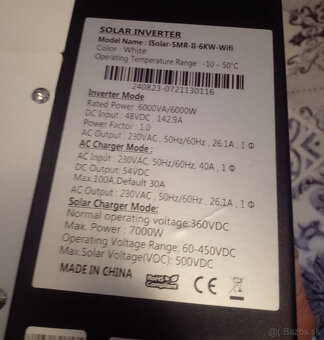 SOLAR INVERTER
Model Name : ISolar-SMR-II-6KW-Wifi
Color : White
Operating Temperature Range : -10～50°C
240823-0721130116
Inverter Mode
Rated Power: 6000VA/6000W
DC Input : 48VDC, 142.9A
Power Factor : 1.0
AC Output : 230VAC, 50Hz/60Hz, 26.1A , 1 Φ
AC Charger Mode:
AC Input : 230VAC, 50Hz/60Hz, 40A , 1 Φ
DC Output : 54VDC
Max.100A,Default 30A
AC Output : 230VAC, 50Hz/60Hz, 26.1A , 1 Φ
Solar Charger Mode:
Normal operating voltage:360VDC
Max. Power : 7000W
Operating Voltage Range: 60-450VDC
Max.Solar Voltage(VOC): 500VDC
MADE IN CHINA
RoHS
Compliant
CE
bazos.sk